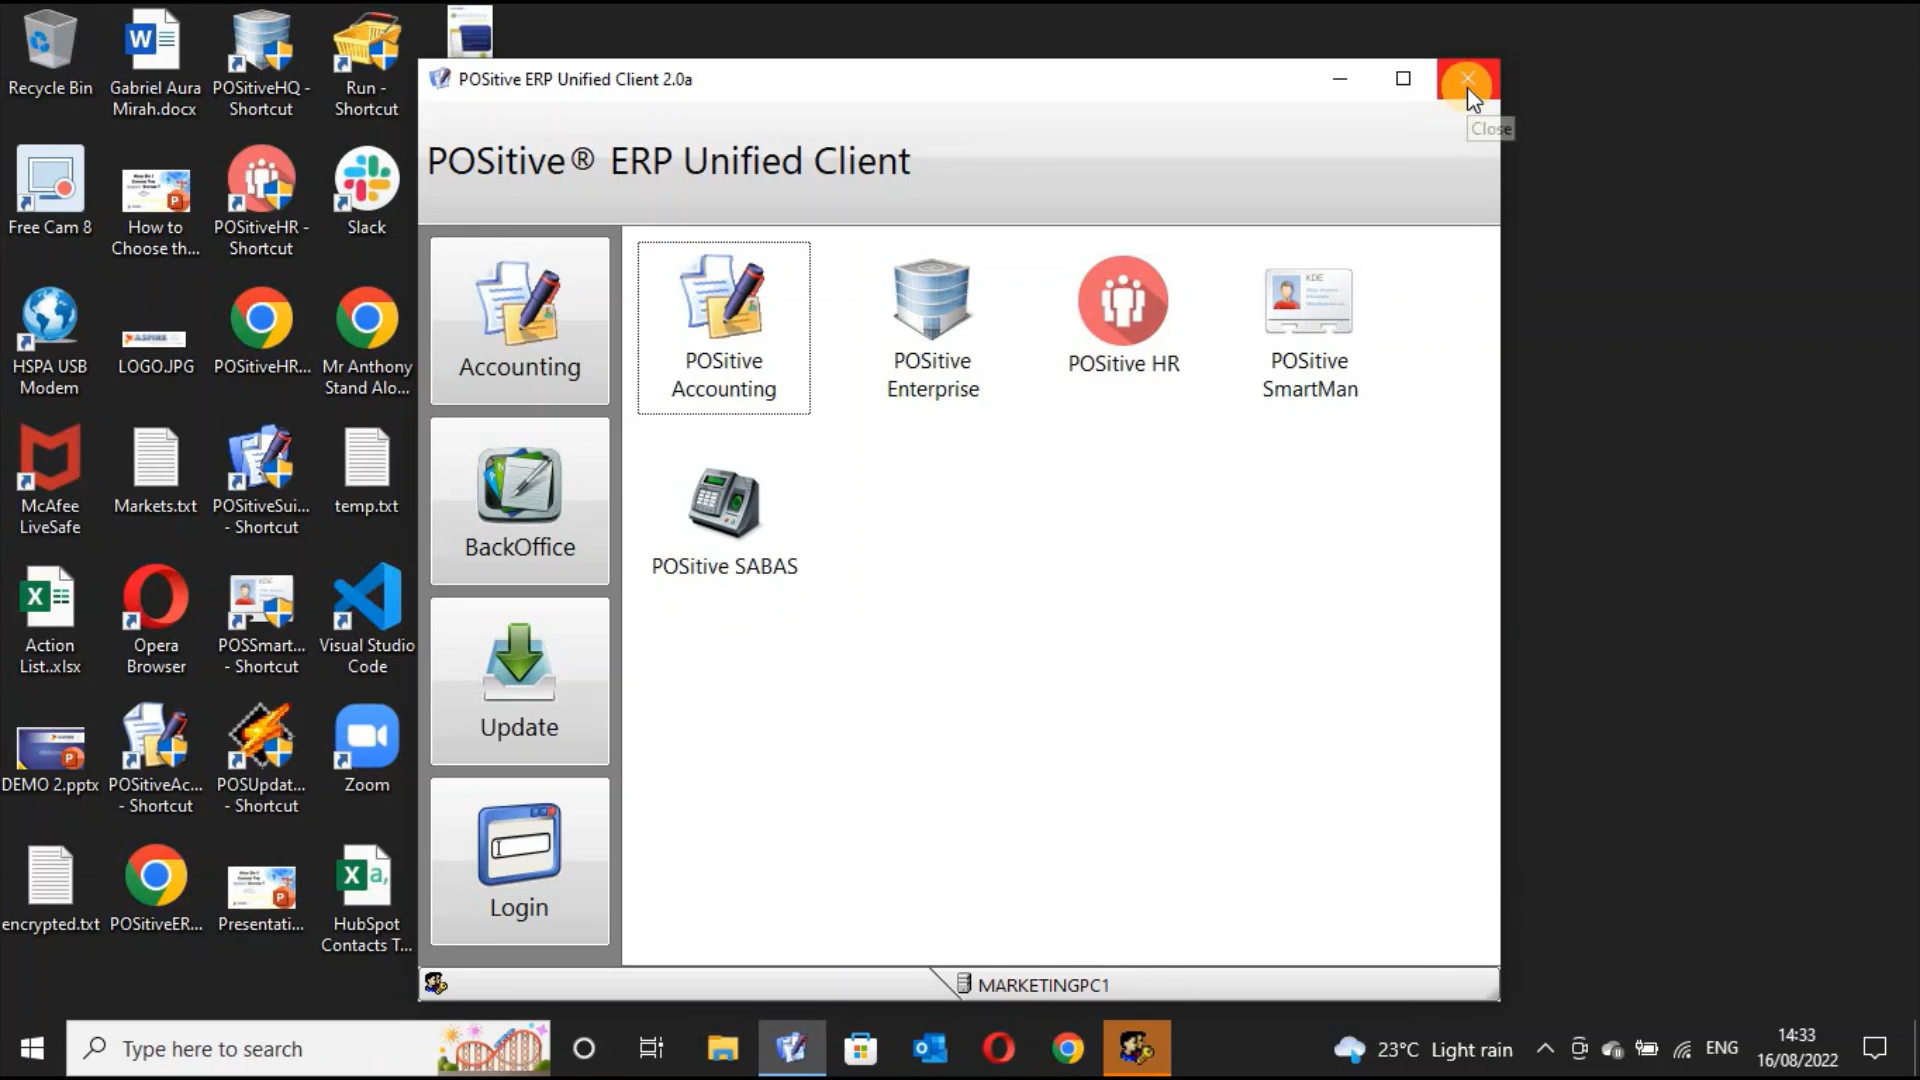 Recycle Bin
Gabriel Aura
Mirah.docx
POSitiveHQ -
Shortcut
Run -
Shortcut
Free Cam 8
How to
Choose th...
POSitiveHR -
Shortcut
Slack
HSPA USB
Modem
LOGO.JPG
POSitiveHR...
Mr Anthony
Stand Alo...
McAfee
LiveSafe
Markets.txt
POSitiveSui...
- Shortcut
temp.txt
Action
List..xlsx
Opera
Browser
POSSmart...
- Shortcut
Visual Studio
Code
DEMO 2.pptx
POSitiveAc...
- Shortcut
POSUpdat...
- Shortcut
Zoom
encrypted.txt
POSitiveER...
Presentati...
HubSpot
Contacts T...
POSitive ERP Unified Client 2.0a
Close
POSitive® ERP Unified Client
Accounting
BackOffice
Update
Login
POSitive
Accounting
POSitive
Enterprise
POSitive HR
KDE
POSitive
SmartMan
POSitive SABAS
MARKETINGPC1
Type here to search
23°C Light rain
ENG
14:33
16/08/2022